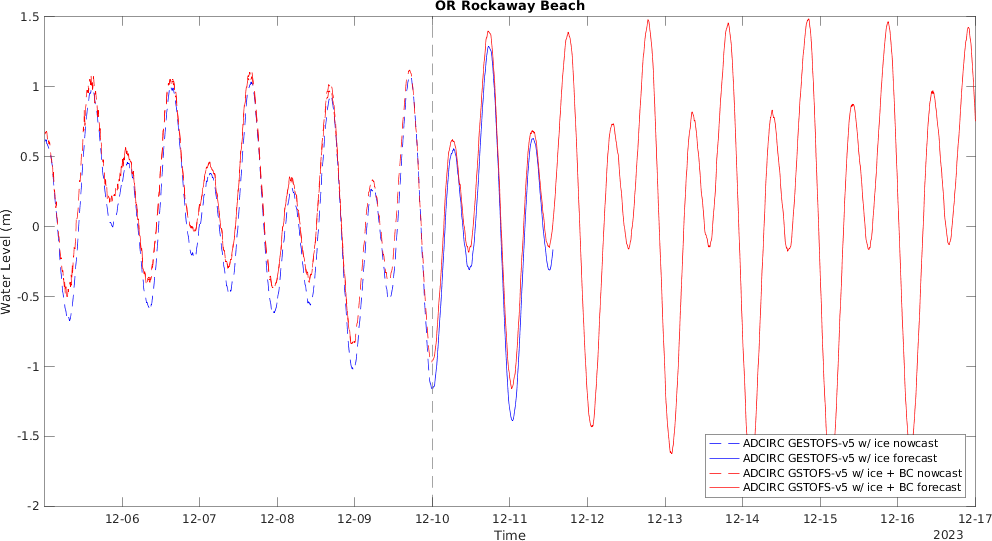 OR Rockaway Beach
1.5
1
0.5
0
-0.5
-1
-1.5
-2
Water Level (m)
ADCIRC GESTOFS-v5 w/ ice nowcast
ADCIRC GESTOFS-v5 w/ ice forecast
ADCIRC GSTOFS-v5 w/ ice + BC nowcast
ADCIRC GSTOFS-v5 w/ ice + BC forecast
12-06 12-07 12-08 12-09 12-10 12-11 12-12 12-13 12-14 12-15 12-16 12-17
Time
2023